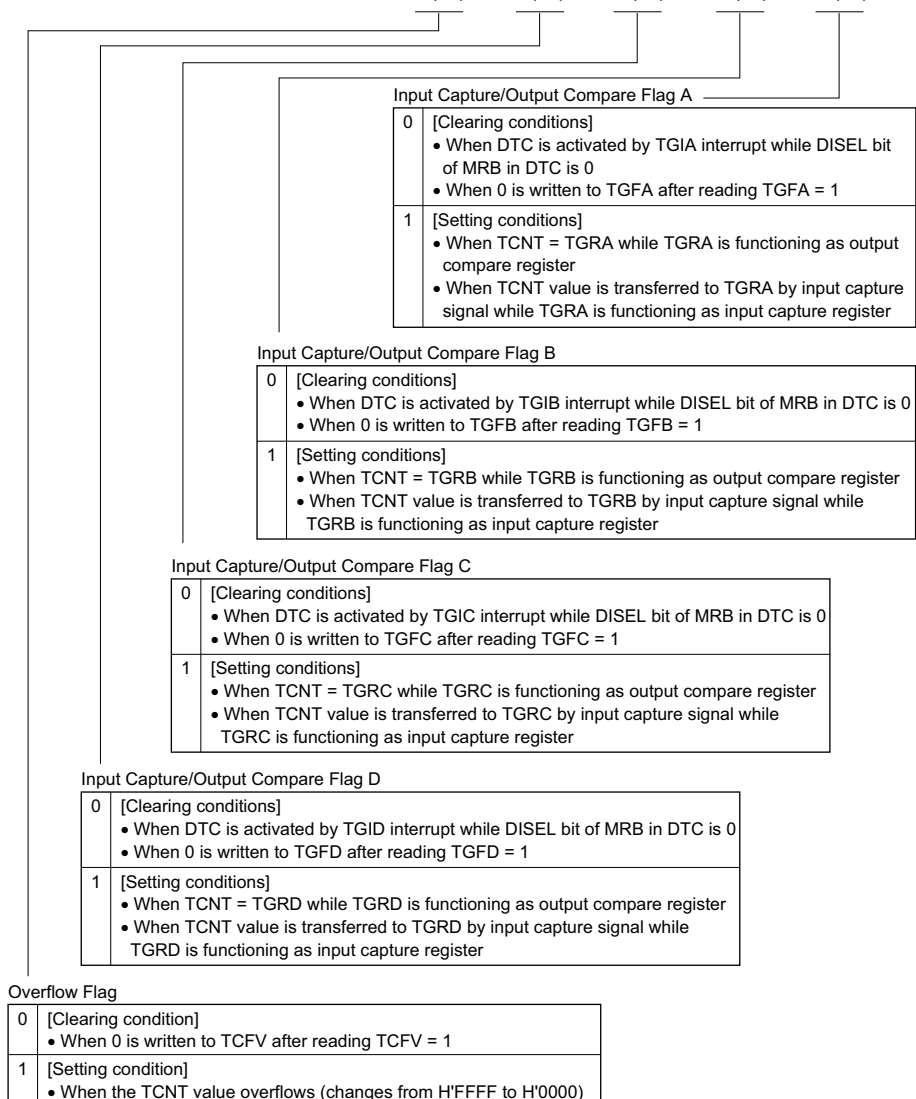 Input Capture/Output Compare Flag A
0 [Clearing conditions]
• When DTC is activated by TGIA interrupt while DISEL bit
of MRB in DTC is 0
• When 0 is written to TGFA after reading TGFA = 1
1 [Setting conditions]
• When TCNT = TGRA while TGRA is functioning as output
compare register
• When TCNT value is transferred to TGRA by input capture
signal while TGRA is functioning as input capture register
Input Capture/Output Compare Flag B
0 [Clearing conditions]
• When DTC is activated by TGIB interrupt while DISEL bit of MRB in DTC is 0
• When 0 is written to TGFB after reading TGFB = 1
1 [Setting conditions]
• When TCNT = TGRB while TGRB is functioning as output compare register
• When TCNT value is transferred to TGRB by input capture signal while
TGRB is functioning as input capture register
Input Capture/Output Compare Flag C
0 [Clearing conditions]
• When DTC is activated by TGIC interrupt while DISEL bit of MRB in DTC is 0
• When 0 is written to TGFC after reading TGFC = 1
1 [Setting conditions]
• When TCNT = TGRC while TGRC is functioning as output compare register
• When TCNT value is transferred to TGRC by input capture signal while
TGRC is functioning as input capture register
Input Capture/Output Compare Flag D
0 [Clearing conditions]
• When DTC is activated by TGID interrupt while DISEL bit of MRB in DTC is 0
• When 0 is written to TGFD after reading TGFD = 1
1 [Setting conditions]
• When TCNT = TGRD while TGRD is functioning as output compare register
• When TCNT value is transferred to TGRD by input capture signal while
TGRD is functioning as input capture register
Overflow Flag
0 [Clearing condition]
• When 0 is written to TCFV after reading TCFV = 1
1 [Setting condition]
• When the TCNT value overflows (changes from H'FFFF to H'0000)